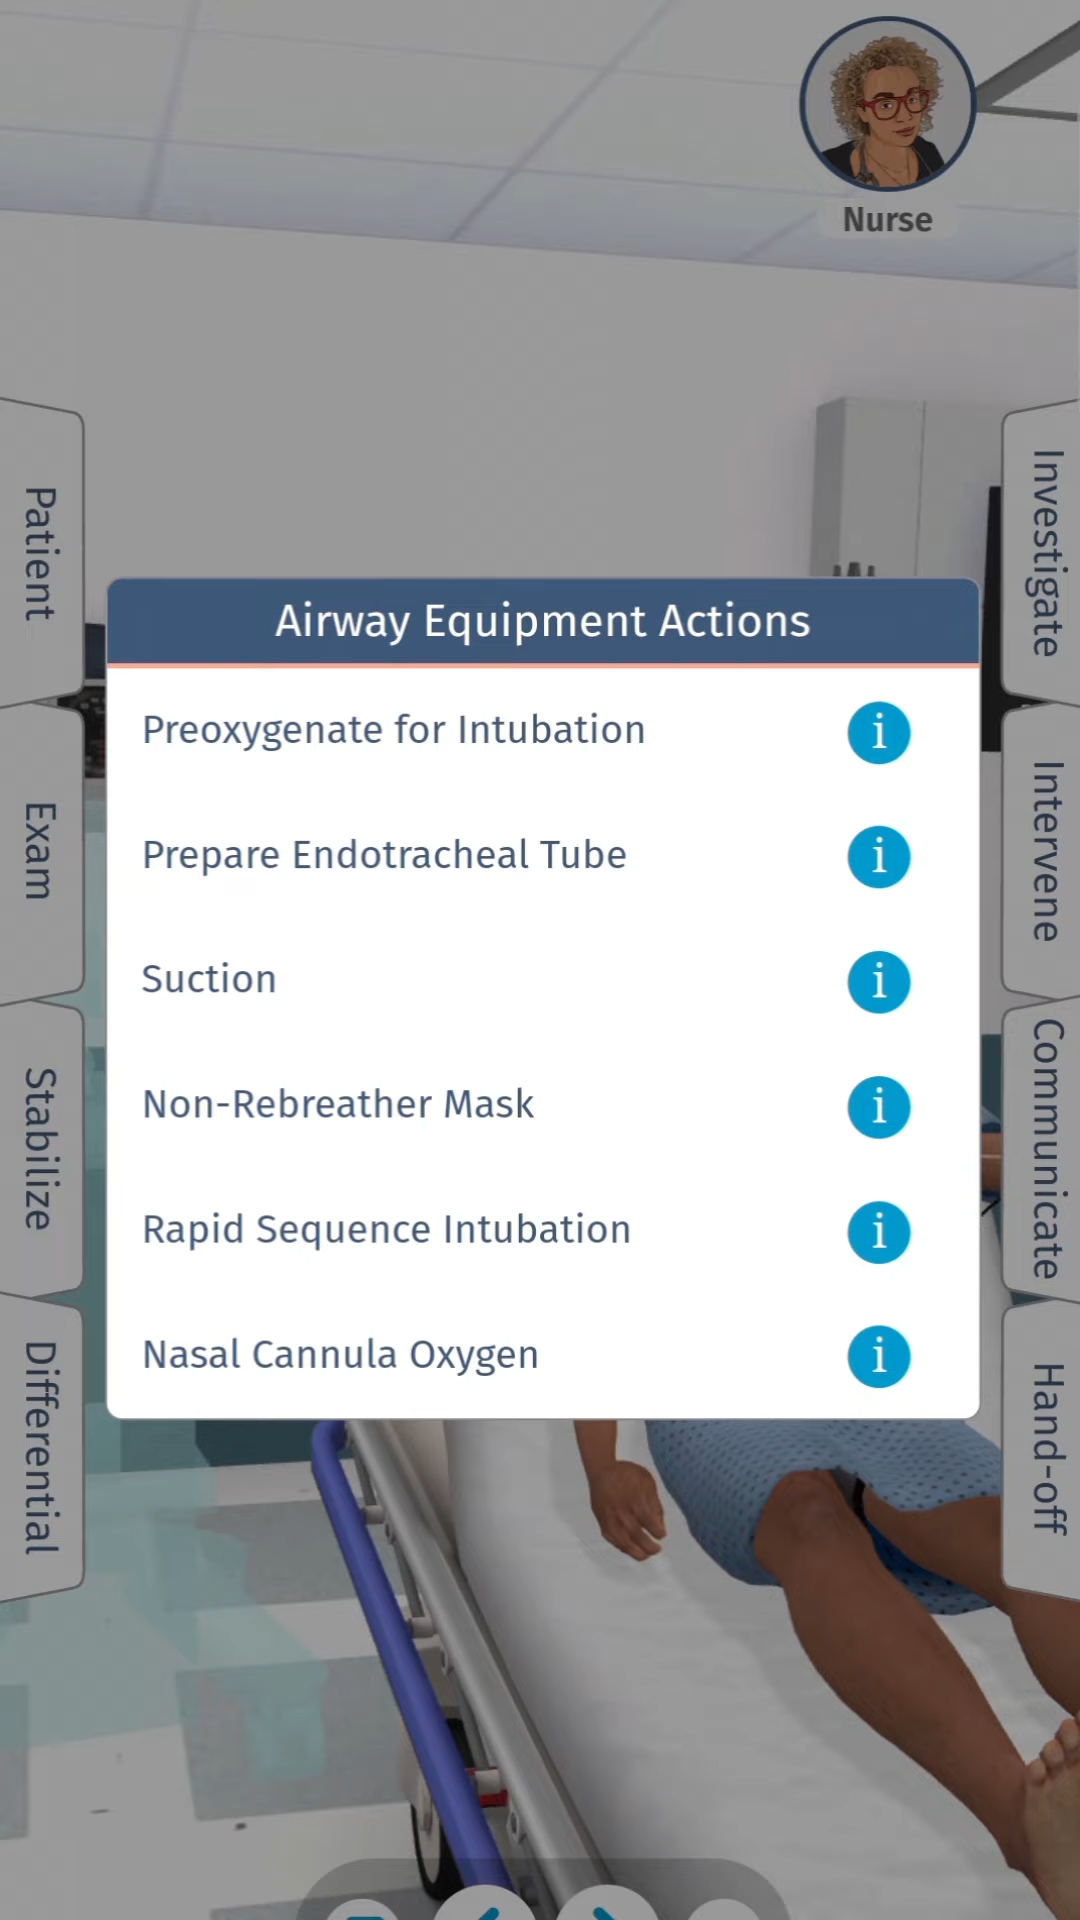 Nurse
Patient
Exam
Stabilize
Differential
Airway Equipment Actions
Preoxygenate for Intubation
Prepare Endotracheal Tube
Suction
Non-Rebreather Mask
Rapid Sequence Intubation
Nasal Cannula Oxygen
Investigate
Intervene
Communicate
Hand-off